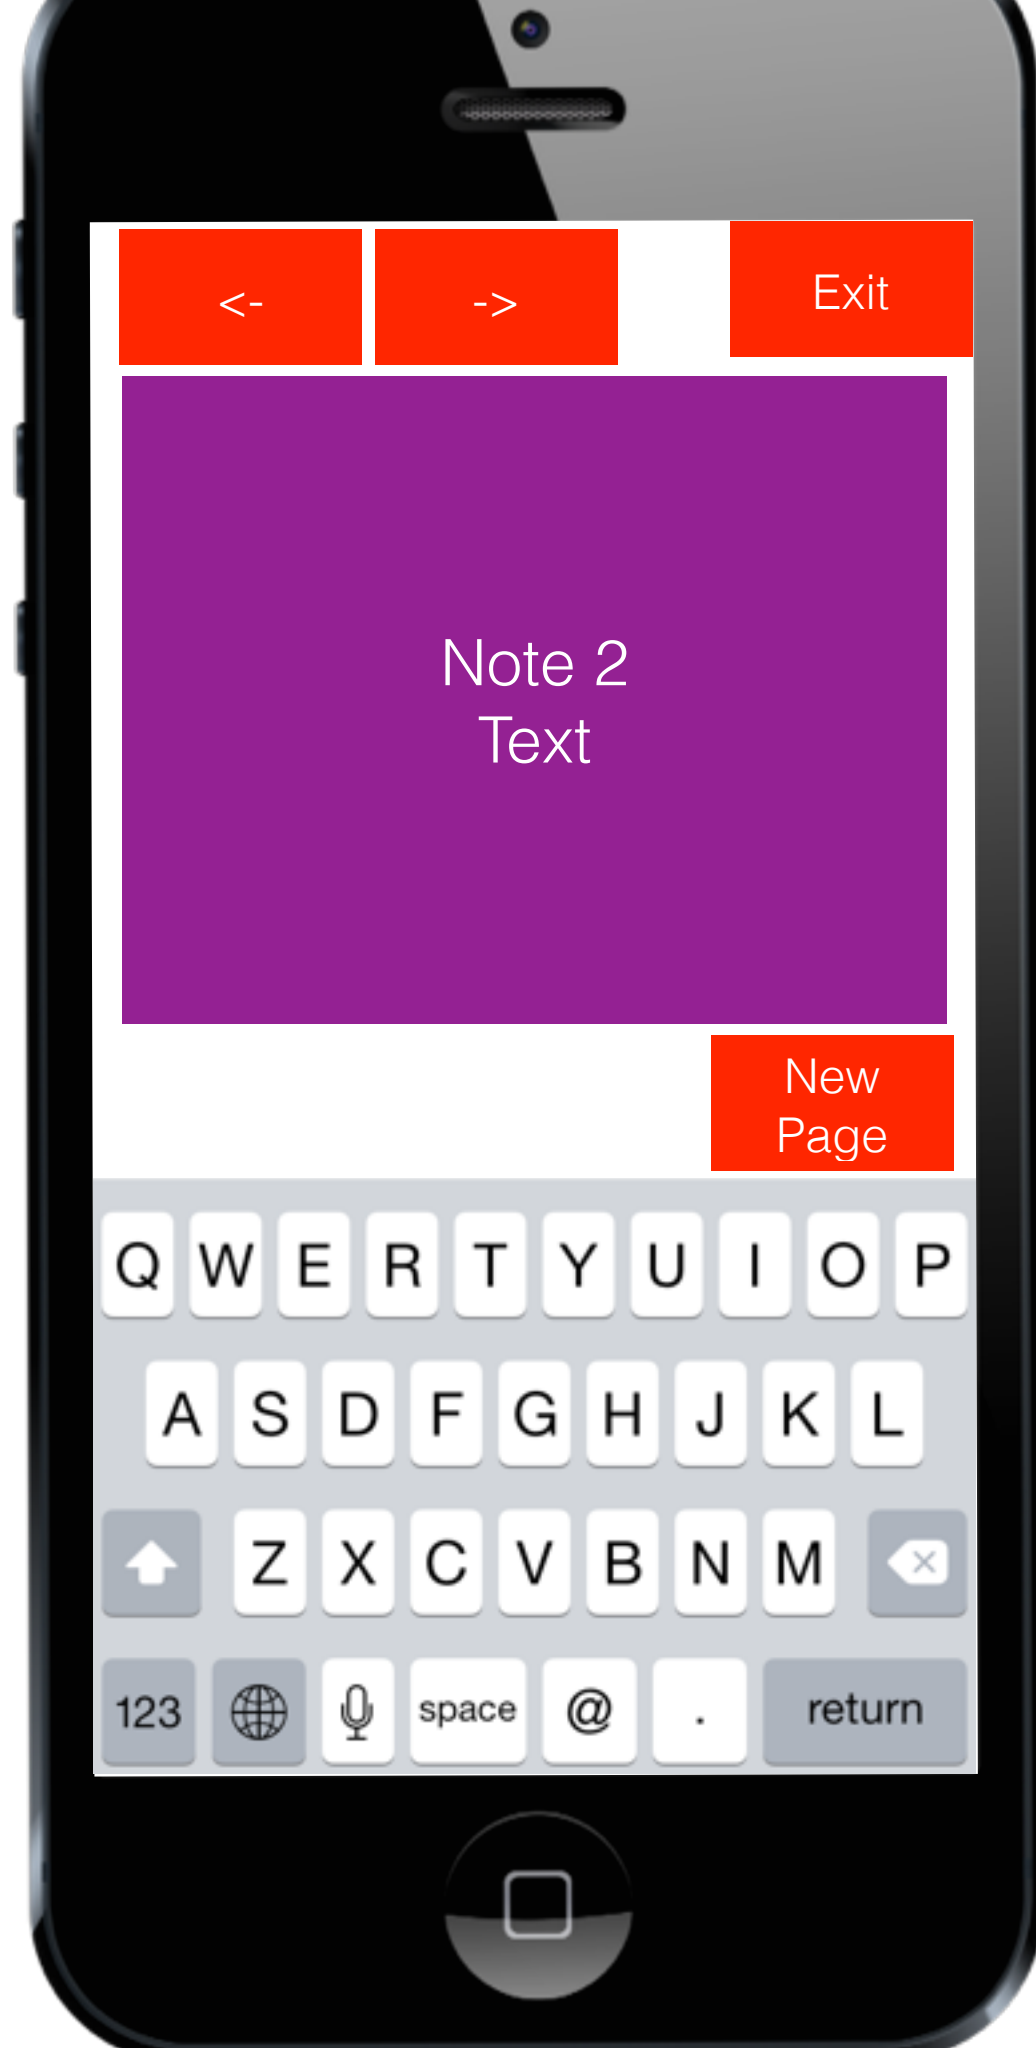 <- -> Exit
Note 2
Text
New
Page
Q W E R T Y U I O P
A S D F G H J K L
Z X C V B N M
123 space @ . return